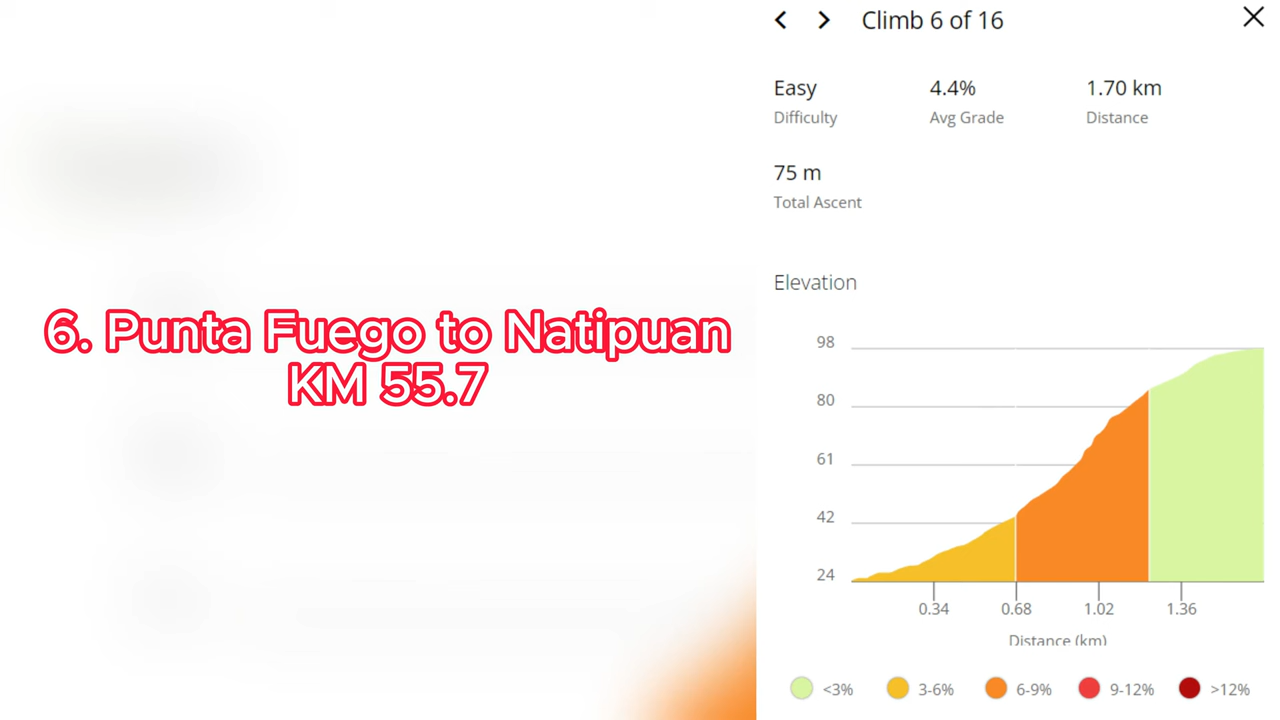 6. Punta Fuego to Natipuan
KM 55.7
Climb 6 of 16
Easy 4.4% 1.70 km
Difficulty Avg Grade Distance
75 m
Total Ascent
Elevation
98
80
61
42
24
0.34 0.68 1.02 1.36
Distance (km)
<3% 3-6% 6-9% 9-12% >12%